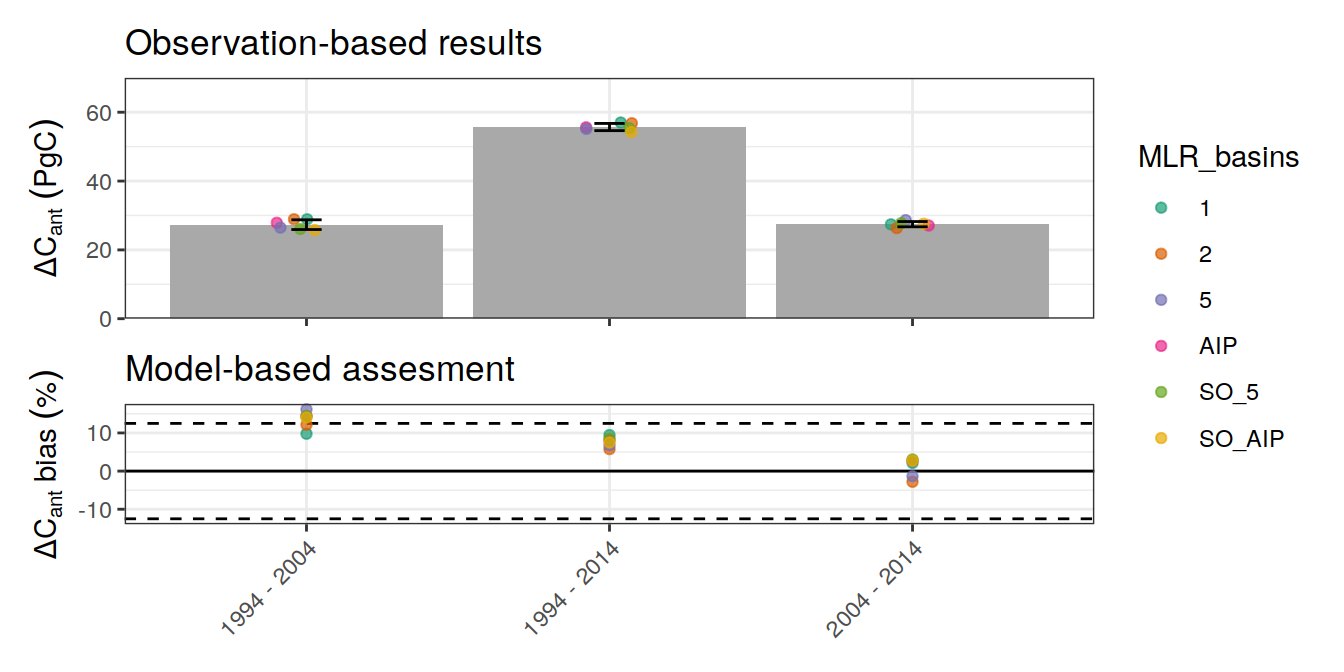 Observation-based results
ΔCant (PgC)
60
40
20
0
Model-based assesment
ΔCant bias (%)
10
0
-10
1994 - 2004
1994 - 2014
2004 - 2014
MLR_basins
1
2
5
AIP
SO_5
SO_AIP